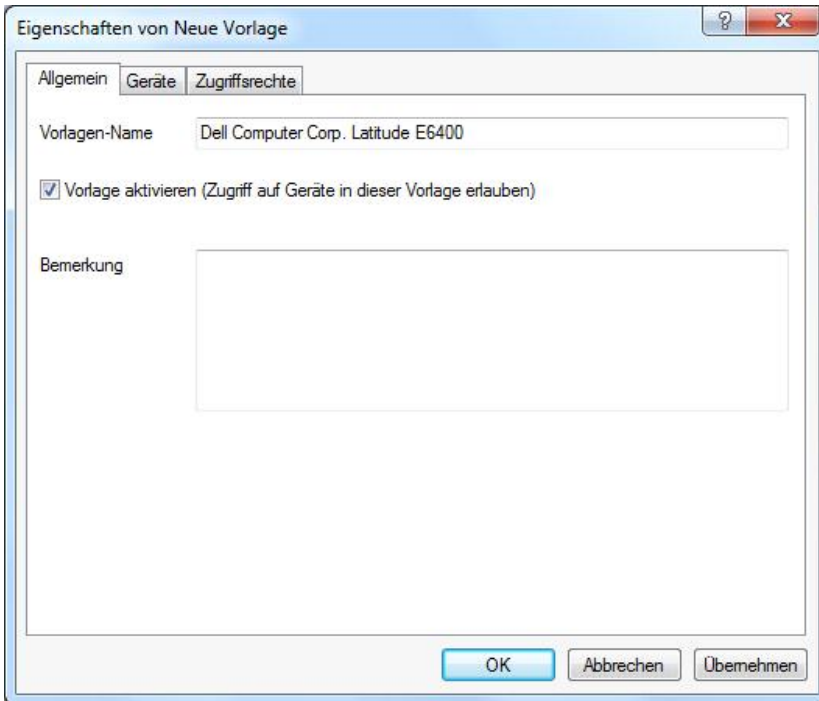 Eigenschaften von Neue Vorlage
Allgemein Geräte Zugriffsrechte
Vorlagen-Name Dell Computer Corp. Latitude E6400
Vorlage aktivieren (Zugriff auf Geräte in dieser Vorlage erlauben)
Bemerkung
OK Abbrechen Übernehmen